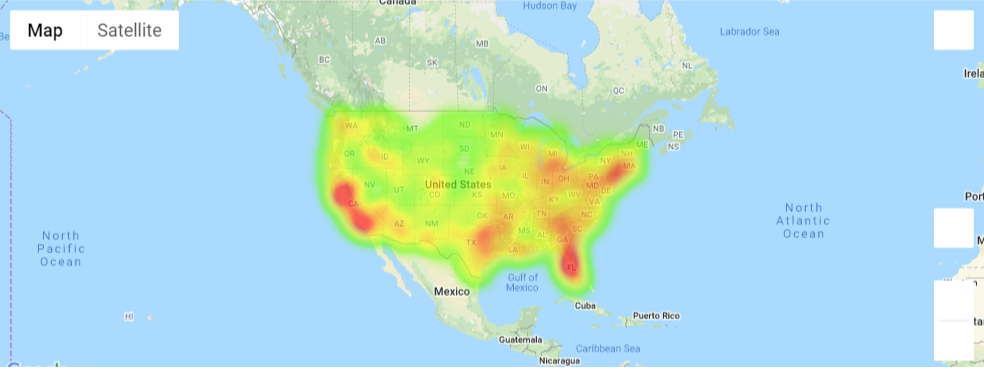 Canada
Hudson Bay
Map
Satellite
Labrador Sea
AB
MB
BC
SK
NL
ON
QC
NB
PE
NS
WA
MT
ND
MN
ME
OR
ID
SD
WI
MI
NY
NH
MA
WY
NE
IA
IL
IN
OH
PA
MD
DE
NV
UT
United States
CO
KS
MO
KY
WV
VA
CA
AZ
NM
OK
AR
TN
NC
SC
TX
LA
MS
AL
GA
FL
North
Pacific
Ocean
North
Atlantic
Ocean
Gulf of
Mexico
Mexico
HI
Cuba
Puerto Rico
Guatemala
Caribbean Sea
Nicaragua